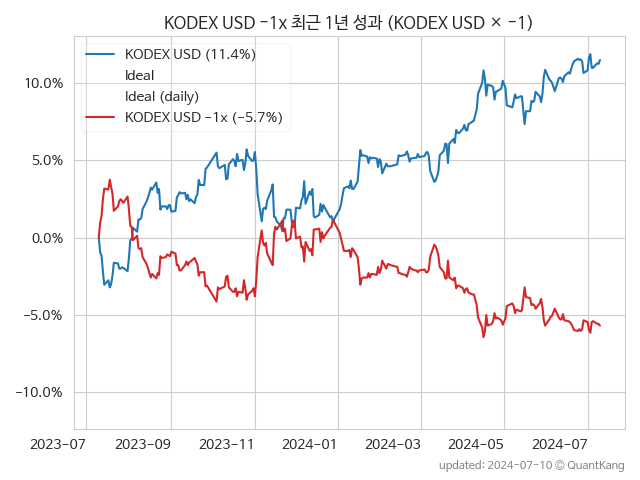 KODEX USD −1x 최근 1년 성과 (KODEX USD × −1)
KODEX USD (11.4%)
Ideal
Ideal (daily)
KODEX USD −1x (−5.7%)
10.0%
5.0%
0.0%
−5.0%
−10.0%
2023-07
2023-09
2023-11
2024-01
2024-03
2024-05
2024-07
updated: 2024-07-10 © QuantKang